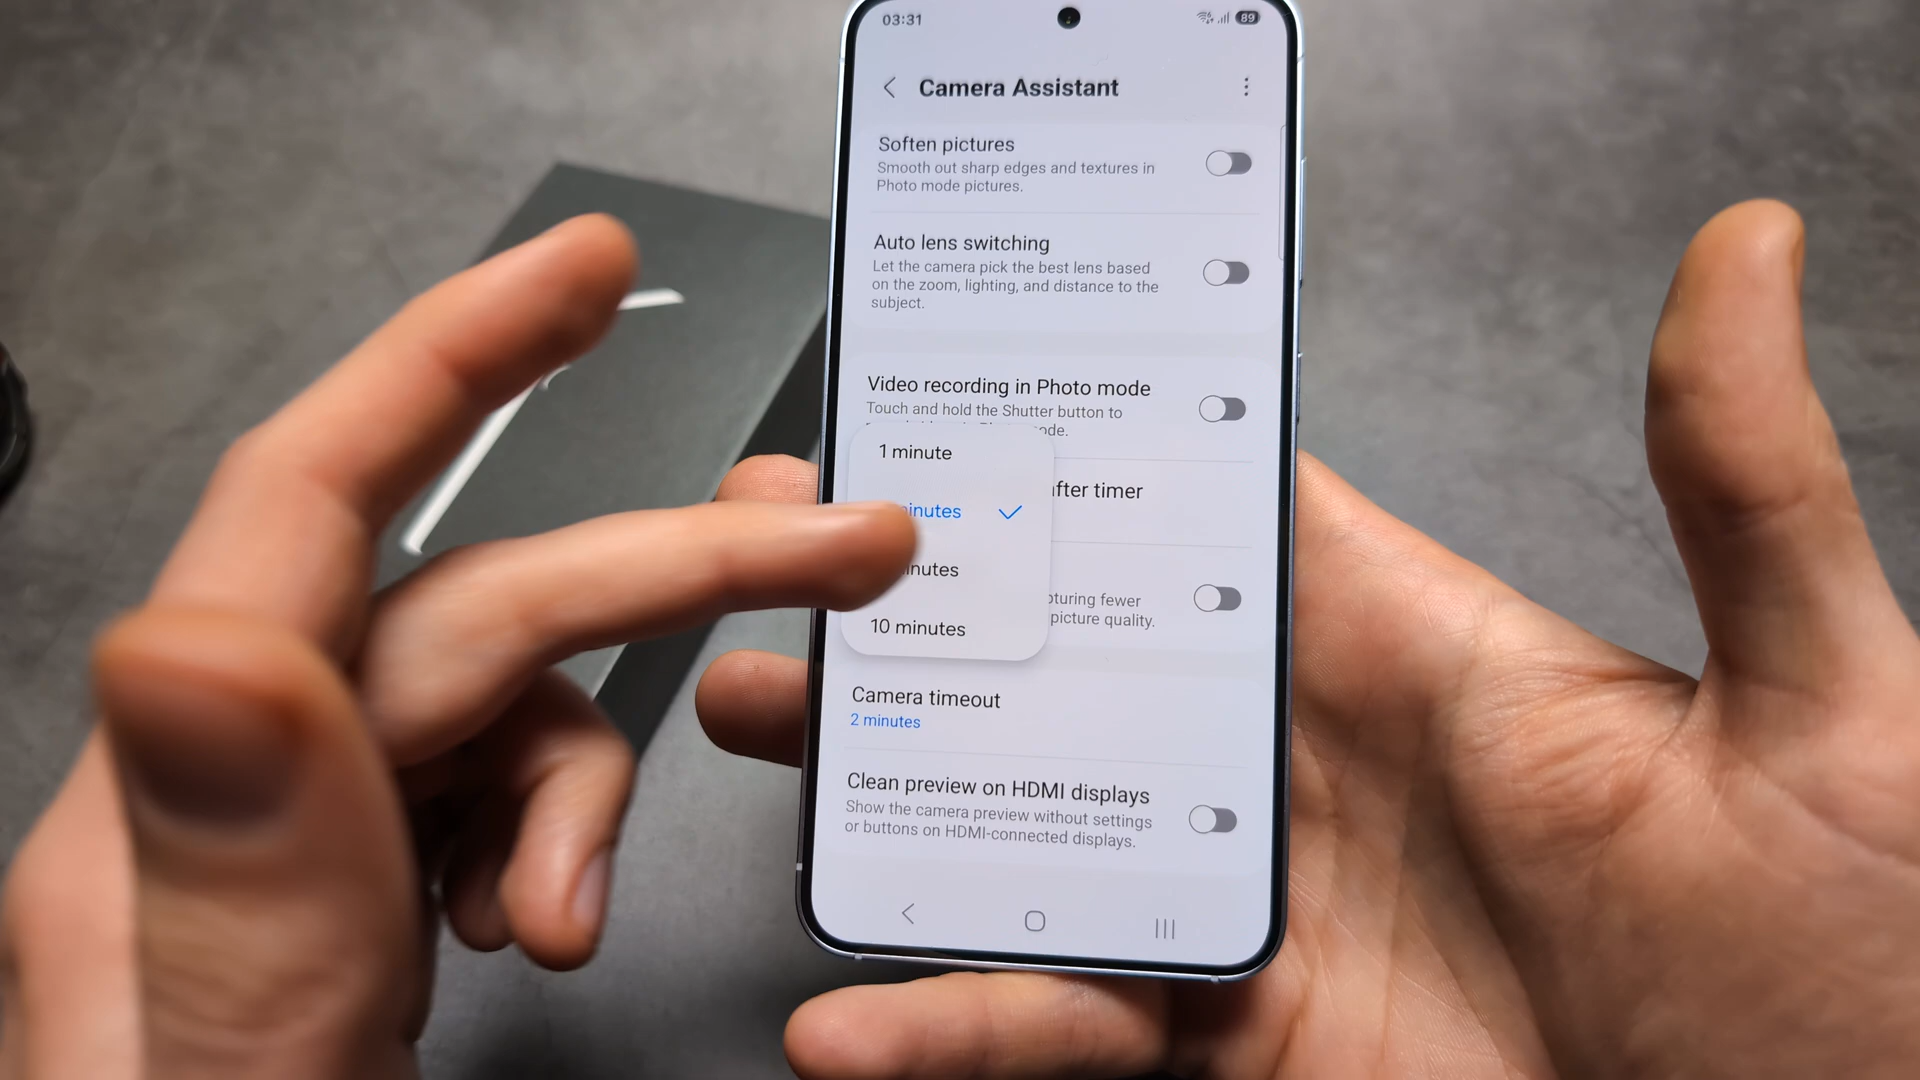 03:31
89
Camera Assistant
Soften pictures
Smooth out sharp edges and textures in
Photo mode pictures.
Auto lens switching
Let the camera pick the best lens based
on the zoom, lighting, and distance to the
subject.
Video recording in Photo mode
Touch and hold the Shutter button to
1 minute
after timer
10 minutes
fewer
picture quality.
Camera timeout
2 minutes
Clean preview on HDMI displays
Show the camera preview without settings
or buttons on HDMI-connected displays.